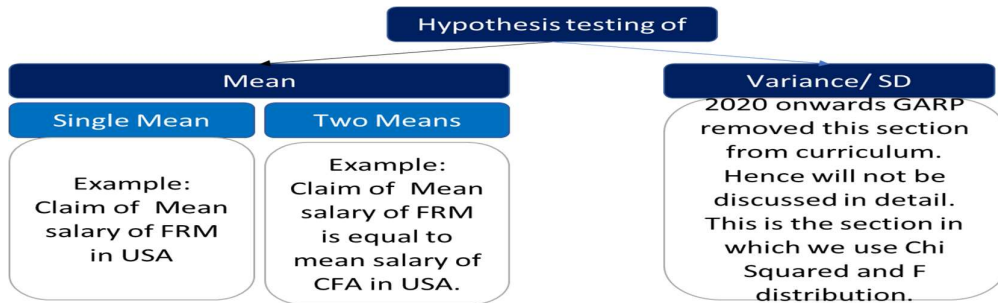 Hypothesis testing of
Mean
Variance/ SD
Single Mean
Two Means
Example:
Claim of Mean
salary of FRM
in USA
Example:
Claim of Mean
salary of FRM
is equal to
mean salary of
CFA in USA.
2020 onwards GARP
removed this section
from curriculum.
Hence will not be
discussed in detail.
This is the section in
which we use Chi
Squared and F
distribution.